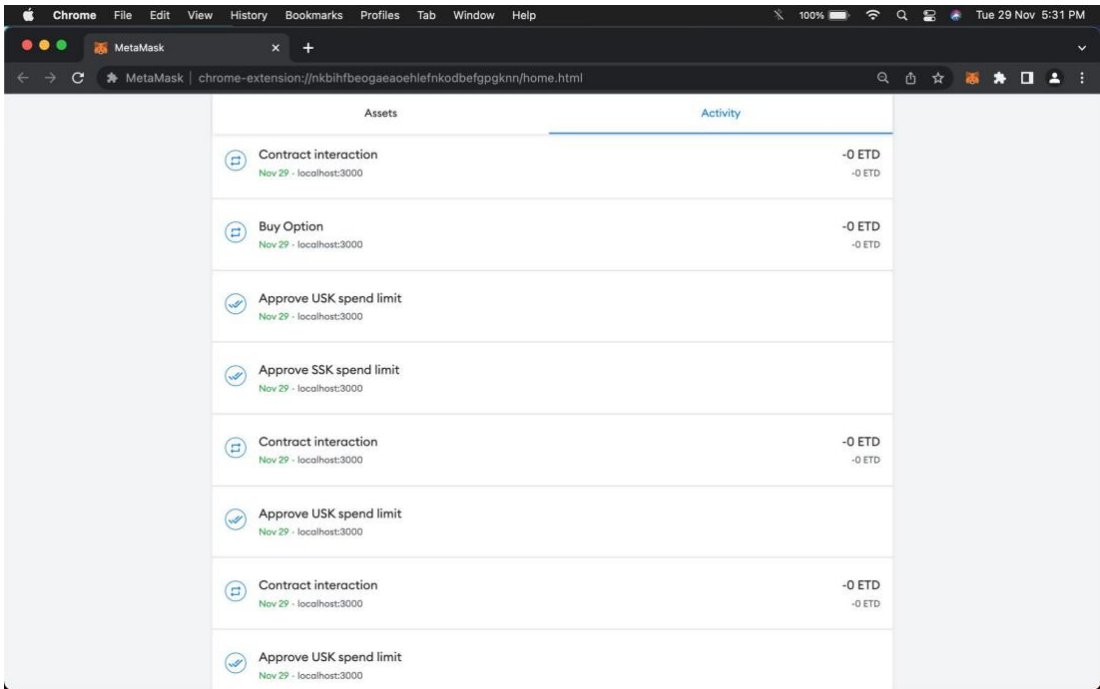 Chrome File Edit View History Bookmarks Profiles Tab Window Help 100% Tue 29 Nov 5:31 PM
MetaMask
MetaMask | chrome-extension://nkbihfbeogaeaoehlefnkodbefgpgknn/home.html
Assets Activity
Contract interaction -0 ETD
Nov 29 - localhost:3000 -0 ETD
Buy Option -0 ETD
Nov 29 - localhost:3000 -0 ETD
Approve USK spend limit
Nov 29 - localhost:3000
Approve SSK spend limit
Nov 29 - localhost:3000
Contract interaction -0 ETD
Nov 29 - localhost:3000 -0 ETD
Approve USK spend limit
Nov 29 - localhost:3000
Contract interaction -0 ETD
Nov 29 - localhost:3000 -0 ETD
Approve USK spend limit
Nov 29 - localhost:3000